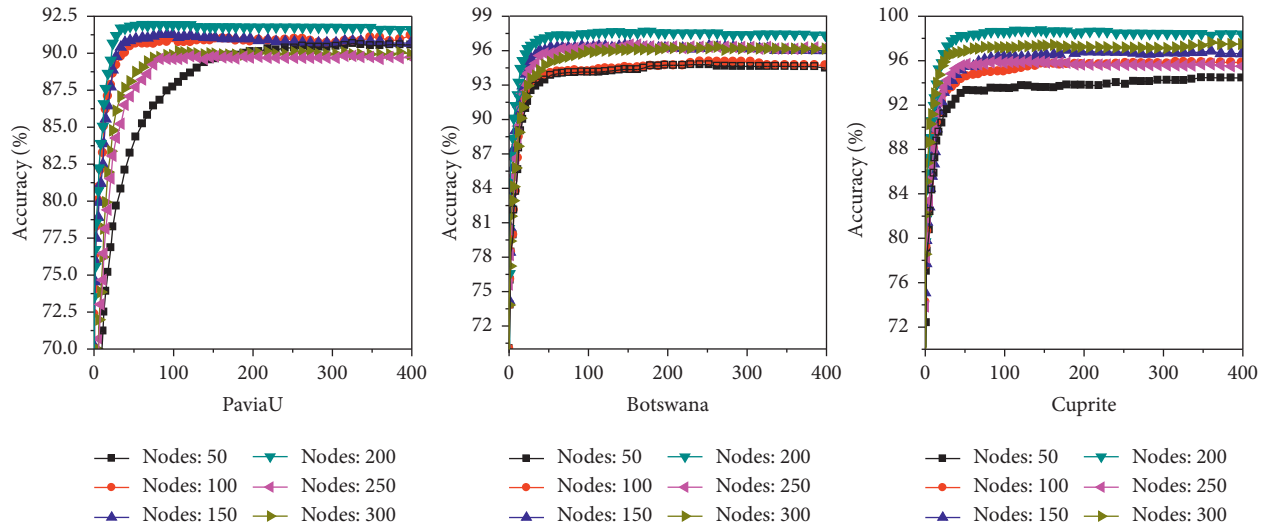 92.5
90.0
87.5
85.0
82.5
80.0
77.5
75.0
72.5
70.0
Accuracy (%)
0 100 200 300 400
PaviaU
Nodes: 50 Nodes: 200
Nodes: 100 Nodes: 250
Nodes: 150 Nodes: 300
99
96
93
90
87
84
81
78
75
72
Accuracy (%)
0 100 200 300 400
Botswana
Nodes: 50 Nodes: 200
Nodes: 100 Nodes: 250
Nodes: 150 Nodes: 300
100
96
92
88
84
80
76
72
Accuracy (%)
0 100 200 300 400
Cuprite
Nodes: 50 Nodes: 200
Nodes: 100 Nodes: 250
Nodes: 150 Nodes: 300